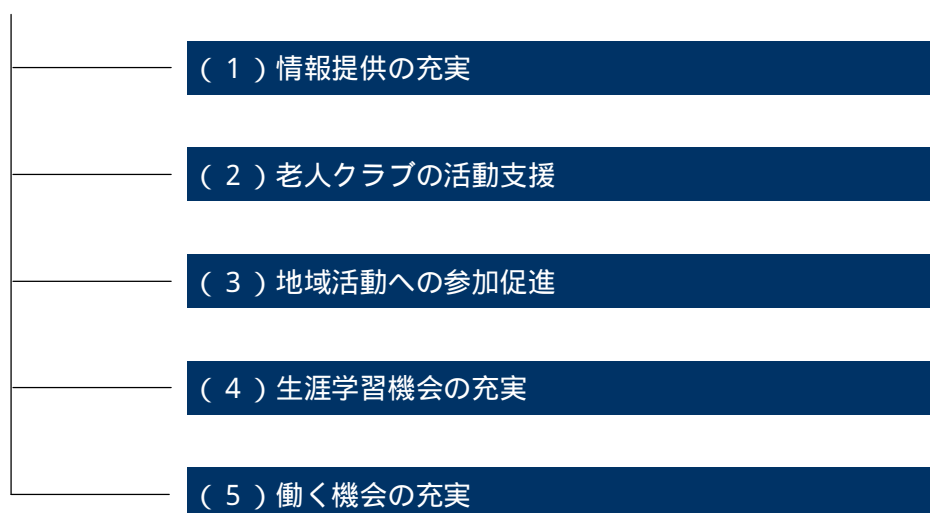 （１）情報提供の充実
（２）老人クラブの活動支援
（３）地域活動への参加促進
（４）生涯学習機会の充実
（５）働く機会の充実